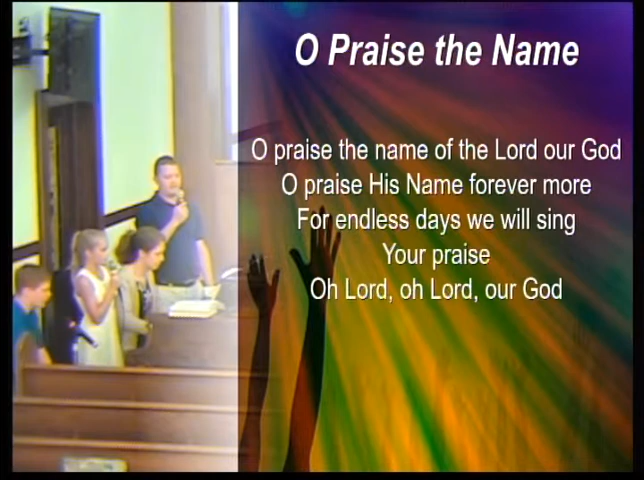 O Praise the Name
O praise the name of the Lord our God
O praise His Name forever more
For endless days we will sing
Your praise
Oh Lord, oh Lord, our God